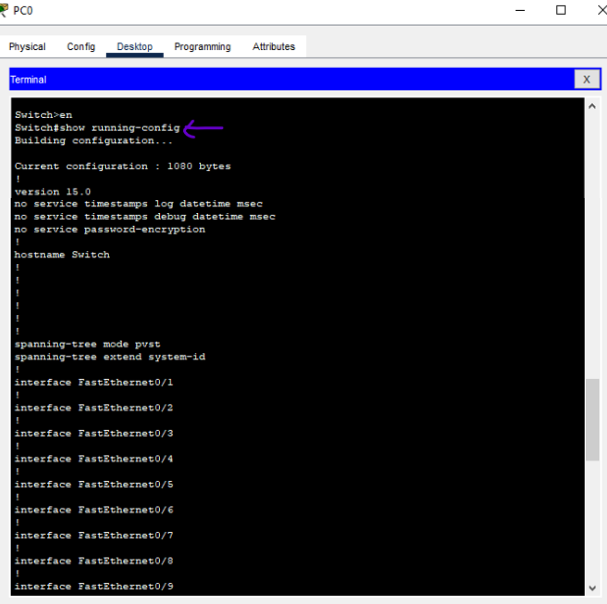 PC0
Physical Config Desktop Programming Attributes
Terminal X
Switch>en
Switch#show running-config
Building configuration...
Current configuration : 1080 bytes
!
version 15.0
no service timestamps log datetime msec
no service timestamps debug datetime msec
no service password-encryption
!
hostname Switch
!
!
!
!
!
!
spanning-tree mode pvst
spanning-tree extend system-id
!
interface FastEthernet0/1
!
interface FastEthernet0/2
!
interface FastEthernet0/3
!
interface FastEthernet0/4
!
interface FastEthernet0/5
!
interface FastEthernet0/6
!
interface FastEthernet0/7
!
interface FastEthernet0/8
!
interface FastEthernet0/9